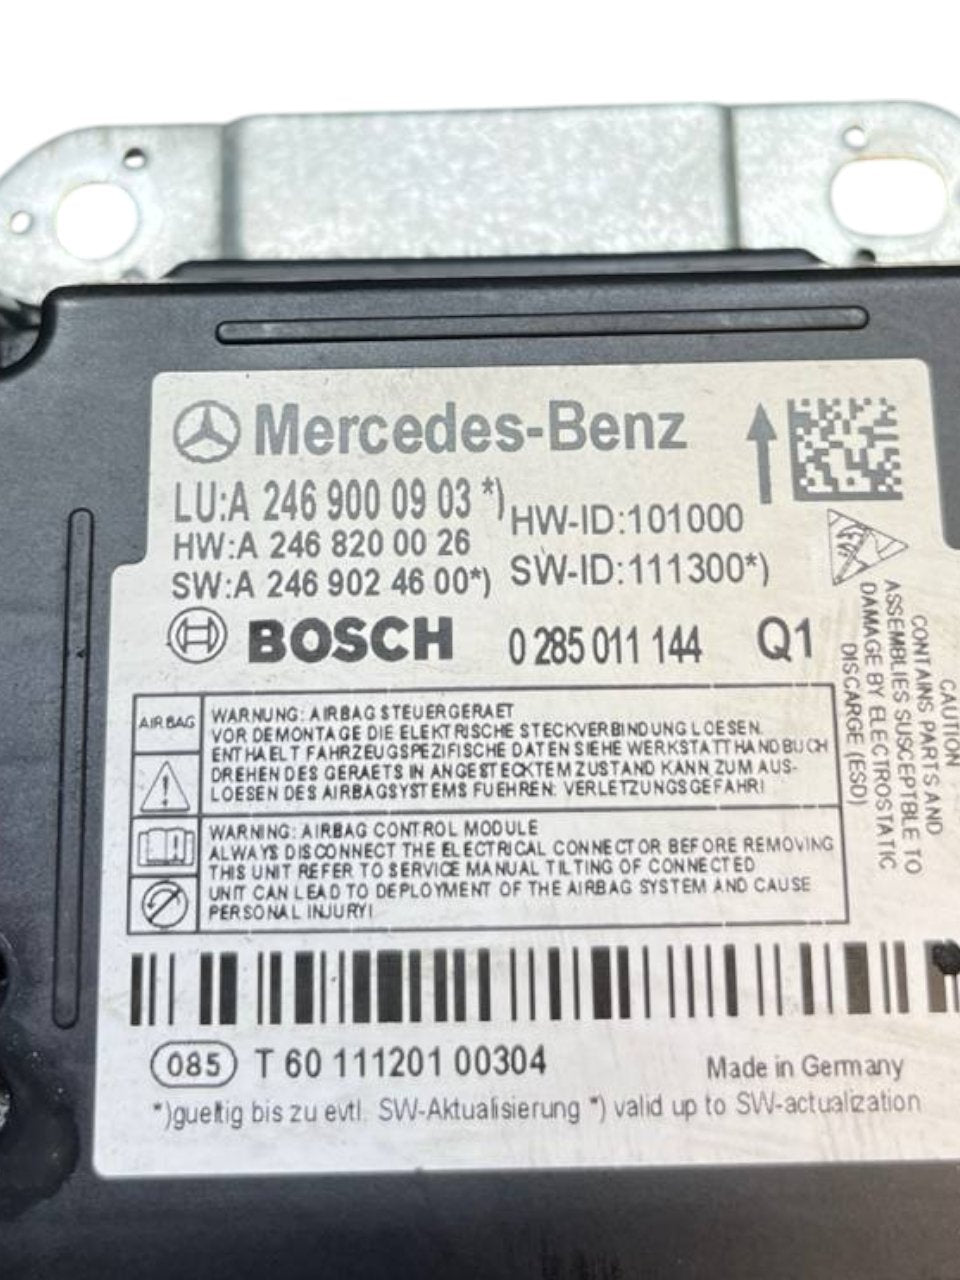 Mercedes-Benz
LU:A 246 900 09 03 *)
HW:A 246 820 00 26
SW:A 246 902 46 00*)
HW-ID:101000
SW-ID:111300*)
BOSCH
0 285 011 144
Q1
CAUTION
CONTAINS PARTS AND
ASSEMBLIES SUSCEPTBLE TO
DAMAGE BY ELECTROSTATIC
DISCARGE (ESD)
AIRBAG
WARNUNG: AIRBAG STEUERGERAET
VOR DEMONTAGE DIE ELEKTRISCHE STECKVERBINDUNG LOESEN.
ENTHAELT FAHRZEUGSPEZIFISCHE DATEN SIEHE WERKSTATTHANDBUCH
DREHEN DES GERAETS IN ANGESTECKTEM ZUSTAND KANN ZUM AUS-
LOESEN DES AIRBAGSYSTEMS FUEHREN: VERLETZUNGSGEFAHR!
WARNING: AIRBAG CONTROL MODULE
ALWAYS DISCONNECT THE ELECTRICAL CONNECTOR BEFORE REMOVING
THIS UNIT REFER TO SERVICE MANUAL TILTING OF CONNECTED
UNIT CAN LEAD TO DEPLOYMENT OF THE AIRBAG SYSTEM AND CAUSE
PERSONAL INJURY!
085 T 60 111201 00304
Made in Germany
*)gueltig bis zu evtl. SW-Aktualisierung *) valid up to SW-actualization